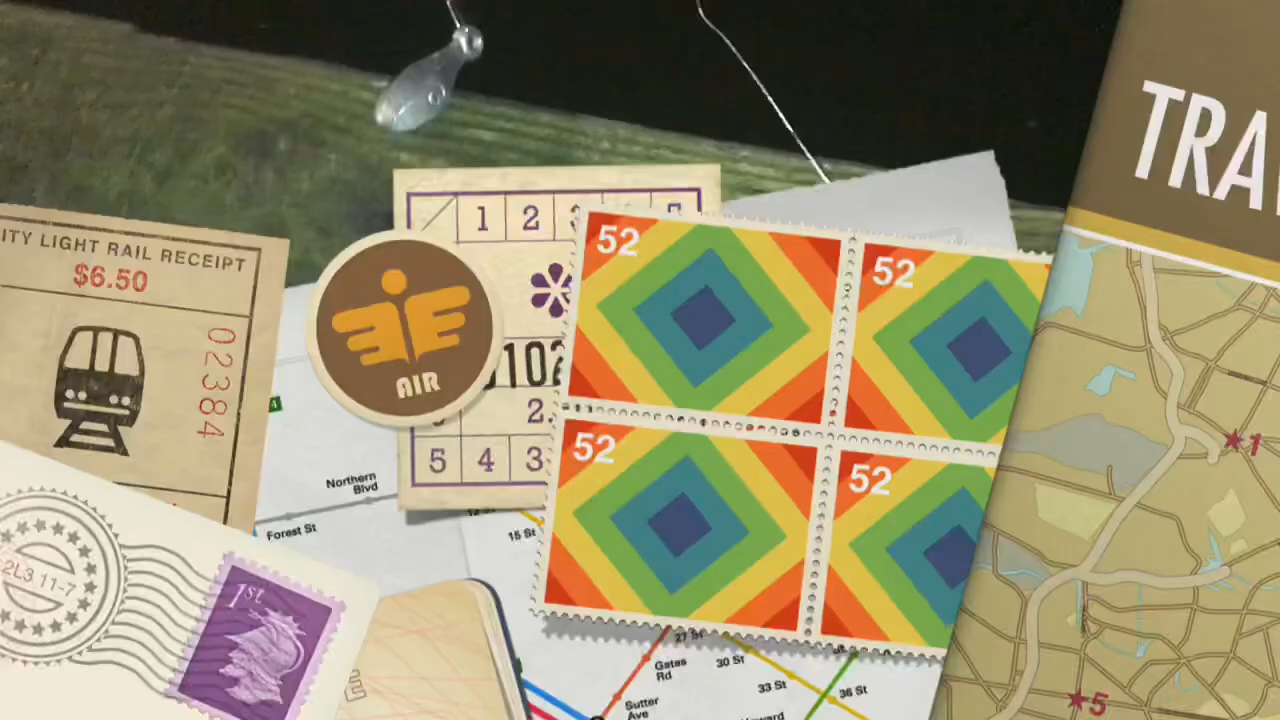 TRA
1 2
ITY LIGHT RAIL RECEIPT
$6.50
02384
AIR
102
2
5 4 3
52
52
52
52
Northern
Blvd
Forest St
15 St
2L3 11-7
1st
27 St
Gates
Rd
30 St
33 St
36 St
Sutter
Ave
1
5